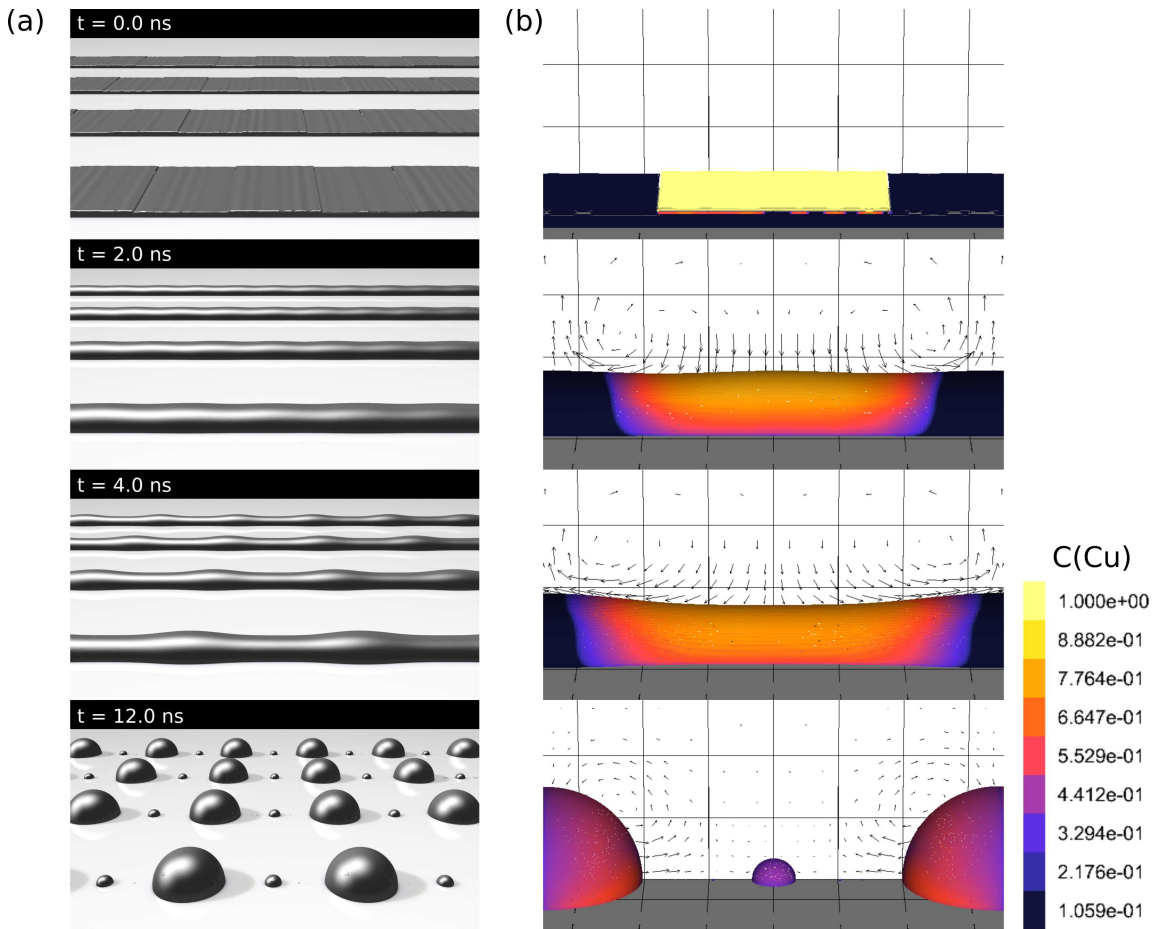 (a)
t = 0.0 ns
t = 2.0 ns
t = 4.0 ns
t = 12.0 ns
(b)
C(Cu)
1.000e+00
8.882e-01
7.764e-01
6.647e-01
5.529e-01
4.412e-01
3.294e-01
2.176e-01
1.059e-01